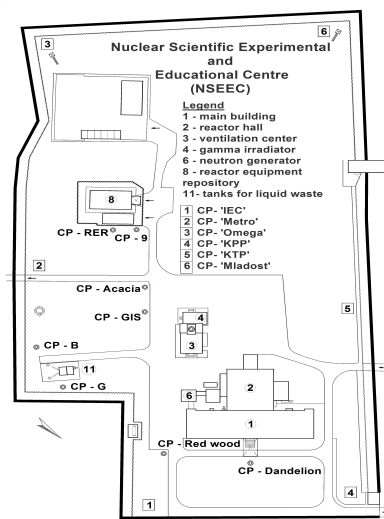 3
6
Nuclear Scientific Experimental
and
Educational Centre
(NSEEC)
Legend
1 - main building
2 - reactor hall
3 - ventilation center
4 - gamma irradiator
6 - neutron generator
8 - reactor equipment
repository
11- tanks for liquid waste
1 CP- 'IEC'
2 CP- 'Metro'
3 CP- 'Omega'
4 CP- 'KPP'
5 CP- 'KTP'
6 CP- 'Mladost'
8
CP - RER
CP - 9
2
CP - Acacia
CP - GIS
4
5
CP - B
3
11
CP - G
2
6
1
CP - Red wood
CP - Dandelion
1
4